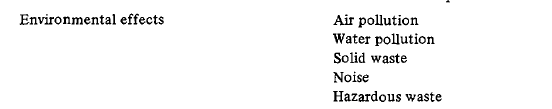 Environmental effects Air pollution
Water pollution
Solid waste
Noise
Hazardous waste